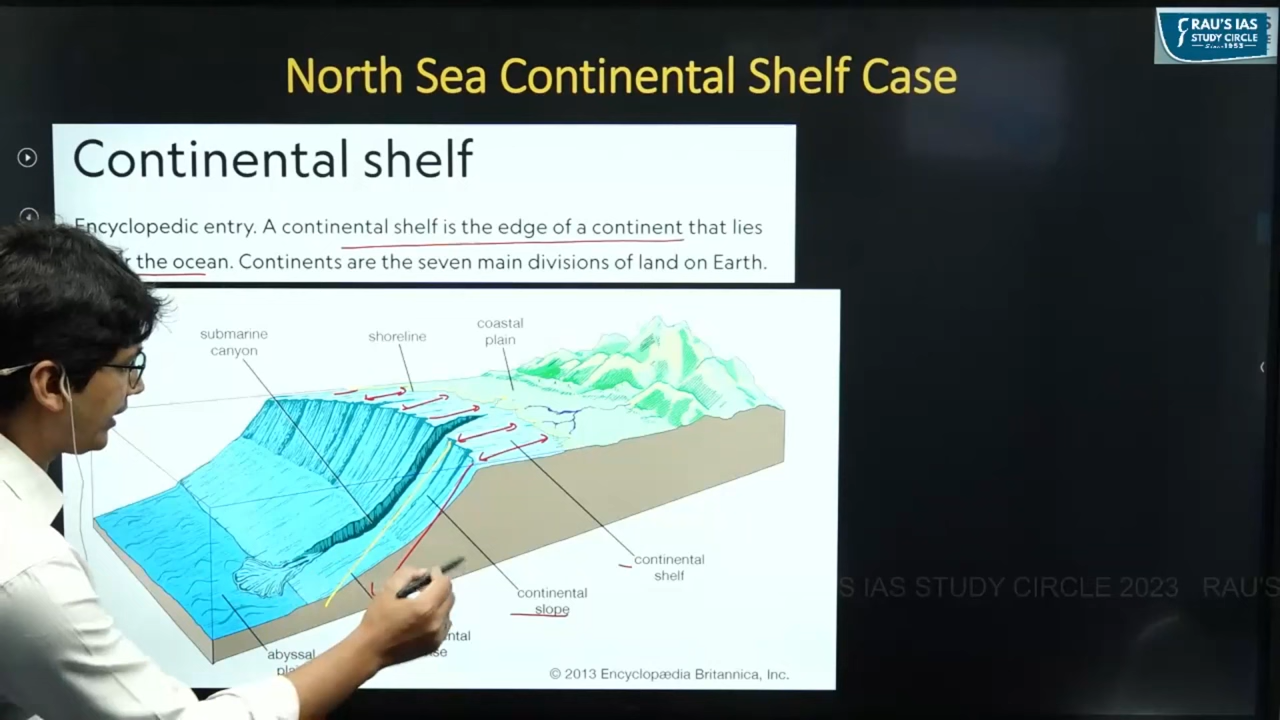 RAU'S IAS
STUDY CIRCLE
Since 1953
North Sea Continental Shelf Case
Continental shelf
Encyclopedic entry. A continental shelf is the edge of a continent that lies
the ocean. Continents are the seven main divisions of land on Earth.
submarine
canyon
shoreline
coastal
plain
continental
shelf
continental
slope
abyssal
© 2013 Encyclopædia Britannica, Inc.
IAS STUDY CIRCLE 2023 RAU'S